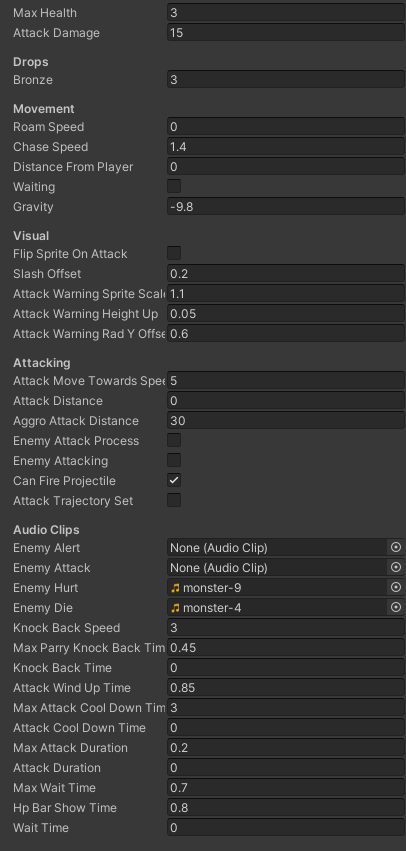 Max Health 3
Attack Damage 15
Drops
Bronze 3
Movement
Roam Speed 0
Chase Speed 1.4
Distance From Player 0
Waiting
Gravity -9.8
Visual
Flip Sprite On Attack
Slash Offset 0.2
Attack Warning Sprite Scale 1.1
Attack Warning Height Up 0.05
Attack Warning Rad Y Offse 0.6
Attacking
Attack Move Towards Spee 5
Attack Distance 0
Aggro Attack Distance 30
Enemy Attack Process
Enemy Attacking
Can Fire Projectile
Attack Trajectory Set
Audio Clips
Enemy Alert None (Audio Clip)
Enemy Attack None (Audio Clip)
Enemy Hurt monster-9
Enemy Die monster-4
Knock Back Speed 3
Max Parry Knock Back Tim 0.45
Knock Back Time 0
Attack Wind Up Time 0.85
Max Attack Cool Down Tim 3
Attack Cool Down Time 0
Max Attack Duration 0.2
Attack Duration 0
Max Wait Time 0.7
Hp Bar Show Time 0.8
Wait Time 0